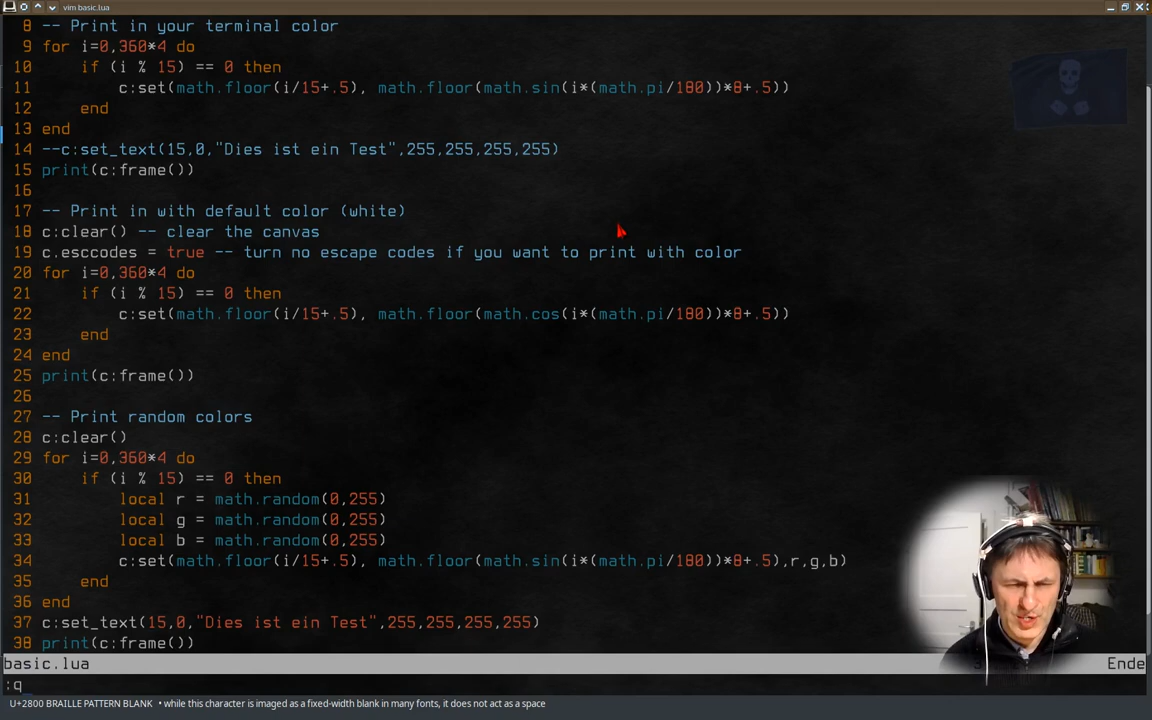 vim basic.lua
8 -- Print in your terminal color
9 for i=0,360*4 do
10 if (i % 15) == 0 then
11 c:set(math.floor(i/15+.5), math.floor(math.sin(i*(math.pi/180))*8+.5))
12 end
13 end
14 --c:set_text(15,0,"Dies ist ein Test",255,255,255,255)
15 print(c:frame())
16
17 -- Print in with default color (white)
18 c:clear() -- clear the canvas
19 c.esccodes = true -- turn no escape codes if you want to print with color
20 for i=0,360*4 do
21 if (i % 15) == 0 then
22 c:set(math.floor(i/15+.5), math.floor(math.cos(i*(math.pi/180))*8+.5))
23 end
24 end
25 print(c:frame())
26
27 -- Print random colors
28 c:clear()
29 for i=0,360*4 do
30 if (i % 15) == 0 then
31 local r = math.random(0,255)
32 local g = math.random(0,255)
33 local b = math.random(0,255)
34 c:set(math.floor(i/15+.5), math.floor(math.sin(i*(math.pi/180))*8+.5),r,g,b)
35 end
36 end
37 c:set_text(15,0,"Dies ist ein Test",255,255,255,255)
38 print(c:frame())
basic.lua Ende
:q
U+2800 BRAILLE PATTERN BLANK • while this character is imaged as a fixed-width blank in many fonts, it does not act as a space